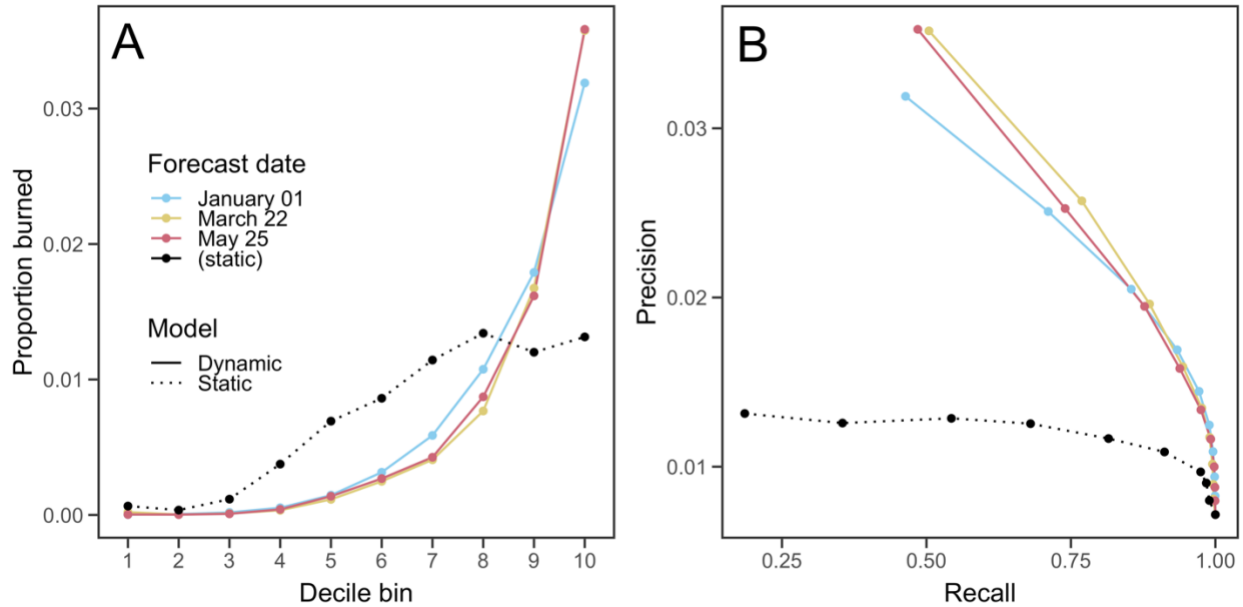 A
Proportion burned
0.03
0.02
0.01
0.00
Forecast date
January 01
March 22
May 25
(static)
Model
Dynamic
Static
1 2 3 4 5 6 7 8 9 10
Decile bin
B
Precision
0.03
0.02
0.01
0.25 0.50 0.75 1.00
Recall